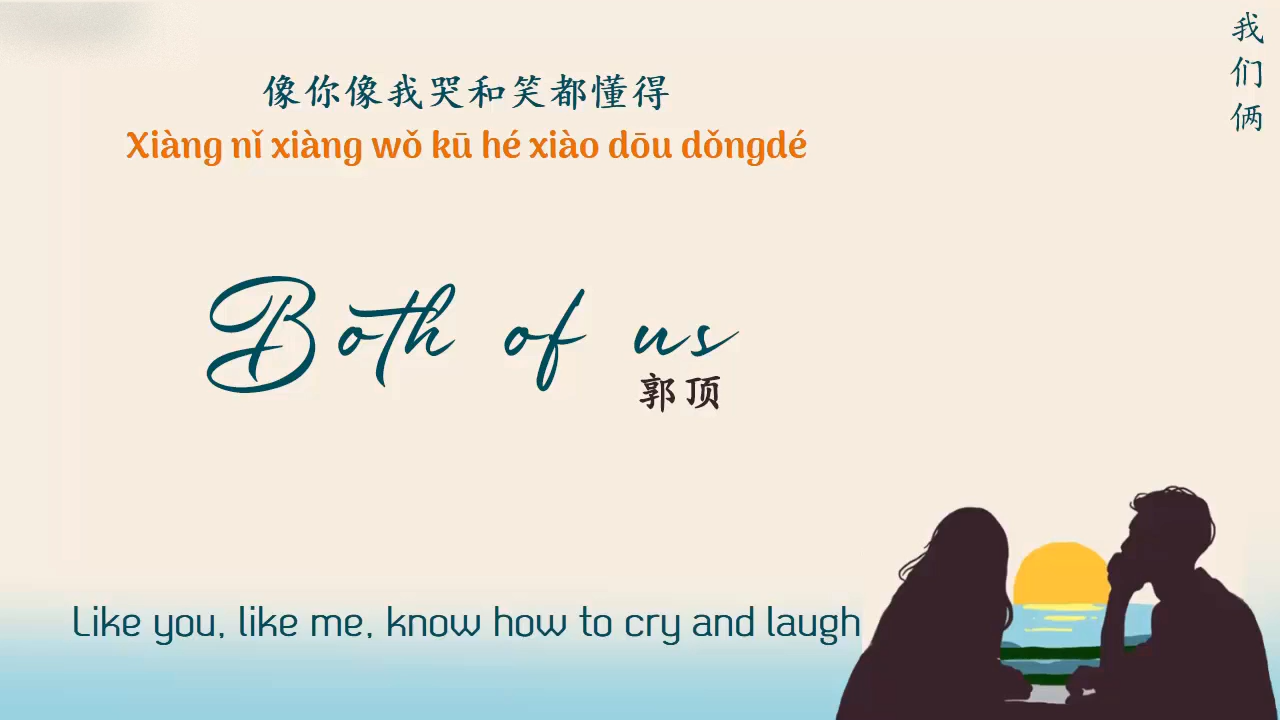 像你像我哭和笑都懂得
Xiàng nǐ xiàng wǒ kū hé xiào dōu dǒngdé
我们俩
Both of us
郭顶
Like you, like me, know how to cry and laugh